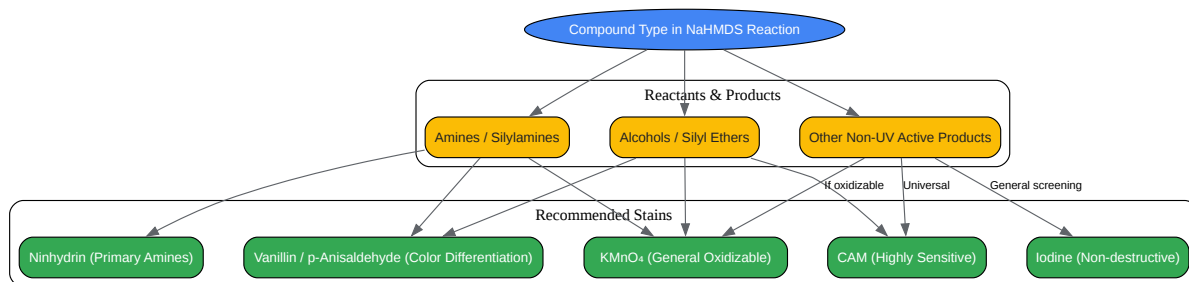 Compound Type in NaHMDS Reaction
Reactants & Products
Amines / Silylamines
Alcohols / Silyl Ethers
Other Non-UV Active Products
If oxidizable
Universal
General screening
Recommended Stains
Ninhydrin (Primary Amines)
Vanillin / p-Anisaldehyde (Color Differentiation)
KMnO₄ (General Oxidizable)
CAM (Highly Sensitive)
Iodine (Non-destructive)